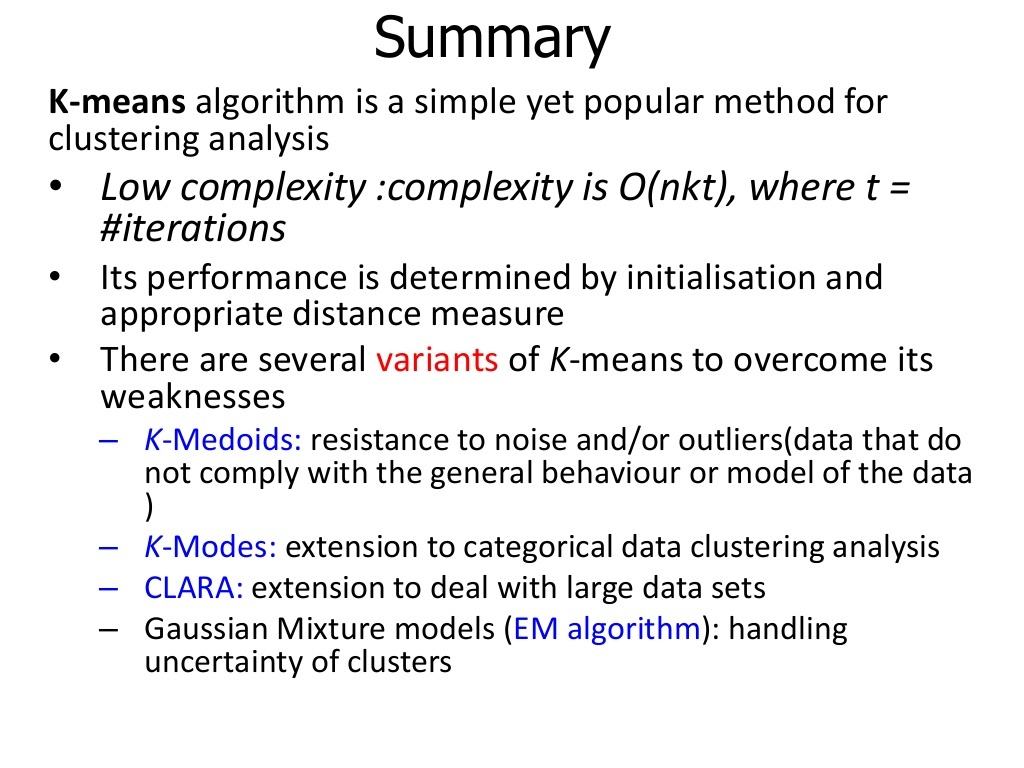 Summary
K-means algorithm is a simple yet popular method for
clustering analysis
• Low complexity :complexity is O(nkt), where t =
#iterations
• Its performance is determined by initialisation and
appropriate distance measure
• There are several variants of K-means to overcome its
weaknesses
– K-Medoids: resistance to noise and/or outliers(data that do
not comply with the general behaviour or model of the data
)
– K-Modes: extension to categorical data clustering analysis
– CLARA: extension to deal with large data sets
– Gaussian Mixture models (EM algorithm): handling
uncertainty of clusters